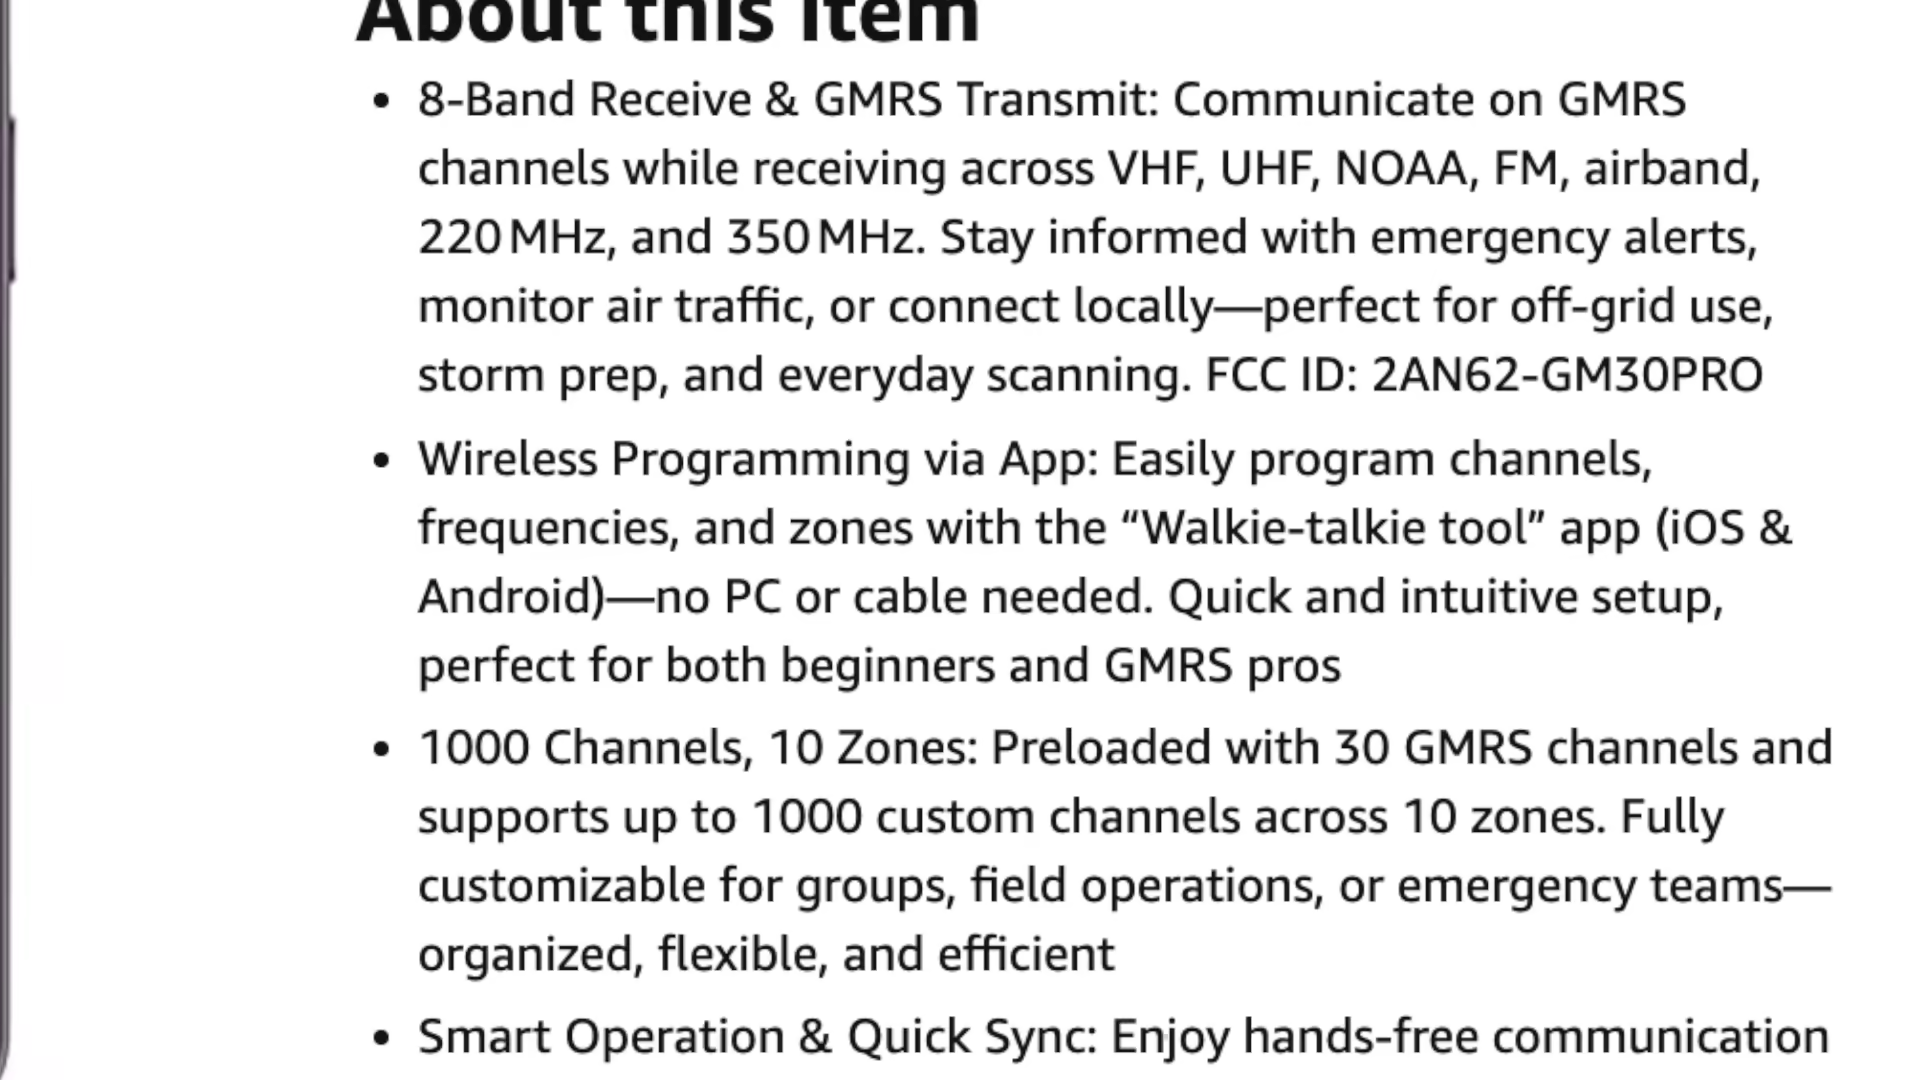 About this item
• 8-Band Receive & GMRS Transmit: Communicate on GMRS
channels while receiving across VHF, UHF, NOAA, FM, airband,
220 MHz, and 350 MHz. Stay informed with emergency alerts,
monitor air traffic, or connect locally—perfect for off-grid use,
storm prep, and everyday scanning. FCC ID: 2AN62-GM30PRO
• Wireless Programming via App: Easily program channels,
frequencies, and zones with the “Walkie-talkie tool” app (iOS &
Android)—no PC or cable needed. Quick and intuitive setup,
perfect for both beginners and GMRS pros
• 1000 Channels, 10 Zones: Preloaded with 30 GMRS channels and
supports up to 1000 custom channels across 10 zones. Fully
customizable for groups, field operations, or emergency teams—
organized, flexible, and efficient
• Smart Operation & Quick Sync: Enjoy hands-free communication